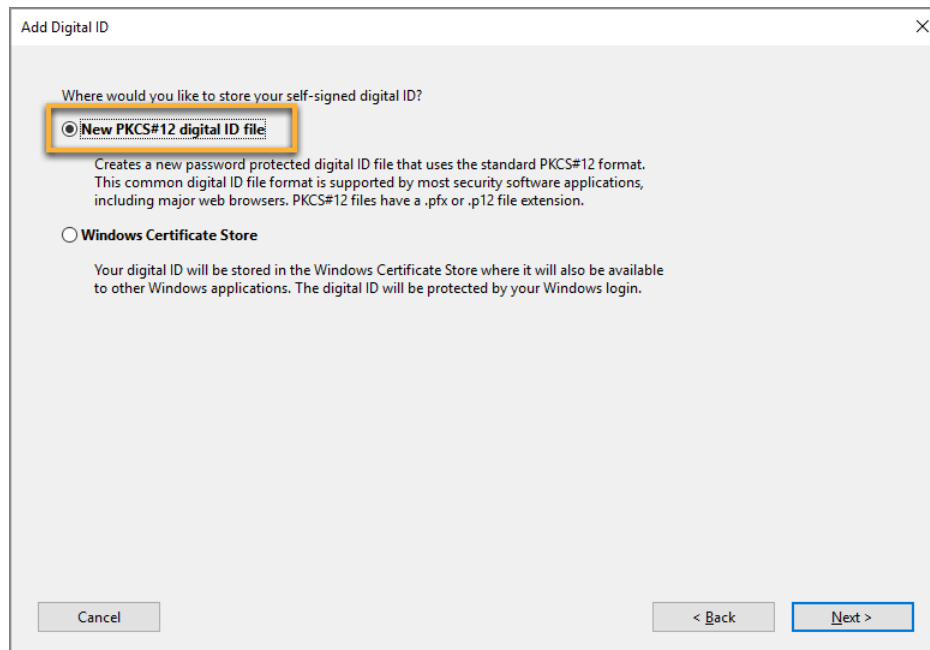 Add Digital ID
Where would you like to store your self-signed digital ID?
New PKCS#12 digital ID file
Creates a new password protected digital ID file that uses the standard PKCS#12 format.
This common digital ID file format is supported by most security software applications,
including major web browsers. PKCS#12 files have a .pfx or .p12 file extension.
Windows Certificate Store
Your digital ID will be stored in the Windows Certificate Store where it will also be available
to other Windows applications. The digital ID will be protected by your Windows login.
Cancel
< Back
Next >